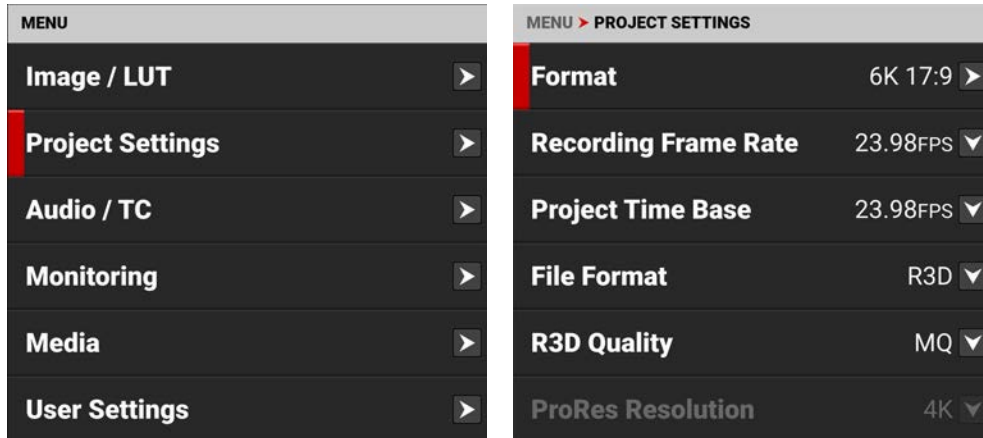 MENU
Image / LUT
Project Settings
Audio / TC
Monitoring
Media
User Settings
MENU ➤ PROJECT SETTINGS
Format 6K 17:9
Recording Frame Rate 23.98FPS
Project Time Base 23.98FPS
File Format R3D
R3D Quality MQ
ProRes Resolution 4K